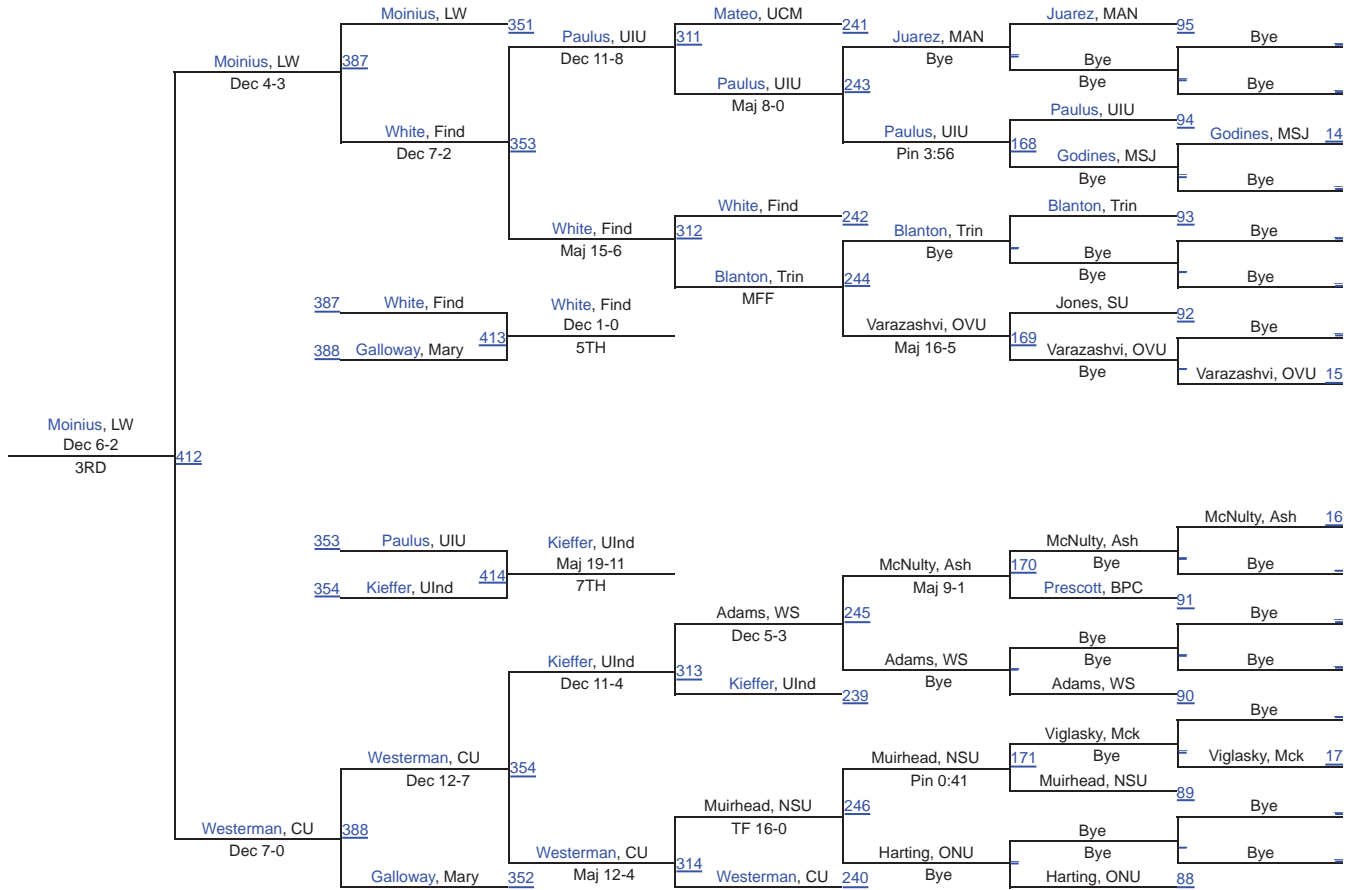 Moinius, LW
351
Mateo, UCM
241
Juarez, MAN
95
Bye
Paulus, UIU
311
Juarez, MAN
Dec 11-8
Bye
Bye
Moinius, LW
387
Bye
Dec 4-3
Paulus, UIU
243
Bye
Maj 8-0
Paulus, UIU
94
White, Find
353
Paulus, UIU
168
Godines, MSJ 14
Dec 7-2
Pin 3:56
Godines, MSJ
Bye
Bye
White, Find
242
Blanton, Trin
93
White, Find
312
Blanton, Trin
Bye
Maj 15-6
Bye
Bye
Blanton, Trin
244
Bye
Bye
MFF
387 White, Find
White, Find
Jones, SU
92
Dec 1-0
413
Varazashvi, OVU
169
Bye
388 Galloway, Mary
5TH
Maj 16-5
Varazashvi, OVU
Bye
Varazashvi, OVU 15
Moinius, LW
Dec 6-2
412
3RD
McNulty, Ash 16
353 Paulus, UIU
Kieffer, UInd
McNulty, Ash
Maj 19-11
McNulty, Ash
170
Bye
Bye
414
7TH
Maj 9-1
354 Kieffer, UInd
Prescott, BPC
91
Adams, WS
245
Bye
Dec 5-3
Bye
Kieffer, UInd
313
Adams, WS
Bye
Bye
Dec 11-4
Kieffer, UInd
239
Bye
Adams, WS
90
Bye
Westerman, CU
354
Muirhead, NSU
171
Viglasky, Mck
Bye
Viglasky, Mck 17
Dec 12-7
Pin 0:41
Muirhead, NSU
89
Muirhead, NSU
246
Bye
TF 16-0
Westerman, CU
388
Bye
Dec 7-0
Westerman, CU
314
Harting, ONU
Bye
Bye
Maj 12-4
Bye
Galloway, Mary
352
Westerman, CU
240
Harting, ONU
88